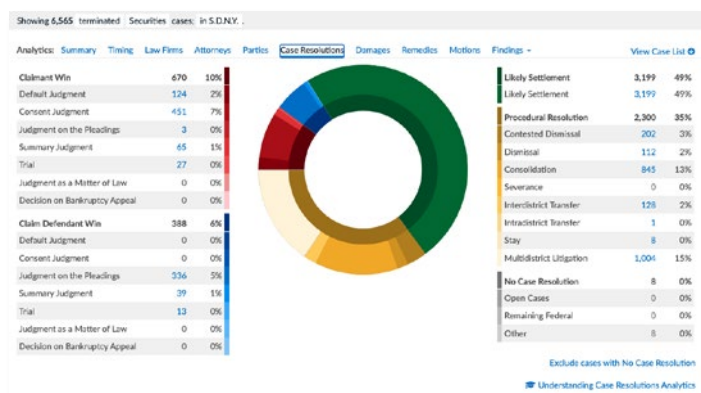 Showing 6,565 terminated Securities cases; in S.D.N.Y. .
Analytics: Summary Timing Law Firms Attorneys Parties Case Resolutions Damages Remedies Motions Findings View Case List
Claimant Win 670 10%
Default Judgment 124 2%
Consent Judgment 451 7%
Judgment on the Pleadings 3 0%
Summary Judgment 65 1%
Trial 27 0%
Judgment as a Matter of Law 0 0%
Decision on Bankruptcy Appeal 0 0%
Claim Defendant Win 388 6%
Default Judgment 0 0%
Consent Judgment 0 0%
Judgment on the Pleadings 336 5%
Summary Judgment 39 1%
Trial 13 0%
Judgment as a Matter of Law 0 0%
Decision on Bankruptcy Appeal 0 0%
Likely Settlement 3,199 49%
Likely Settlement 3,199 49%
Procedural Resolution 2,300 35%
Contested Dismissal 202 3%
Dismissal 112 2%
Consolidation 845 13%
Severance 0 0%
Interdistrict Transfer 128 2%
Intradistrict Transfer 1 0%
Stay 8 0%
Multidistrict Litigation 1,004 15%
No Case Resolution 8 0%
Open Cases 0 0%
Remaining Federal 0 0%
Other 8 0%
Exclude cases with No Case Resolution
Understanding Case Resolutions Analytics